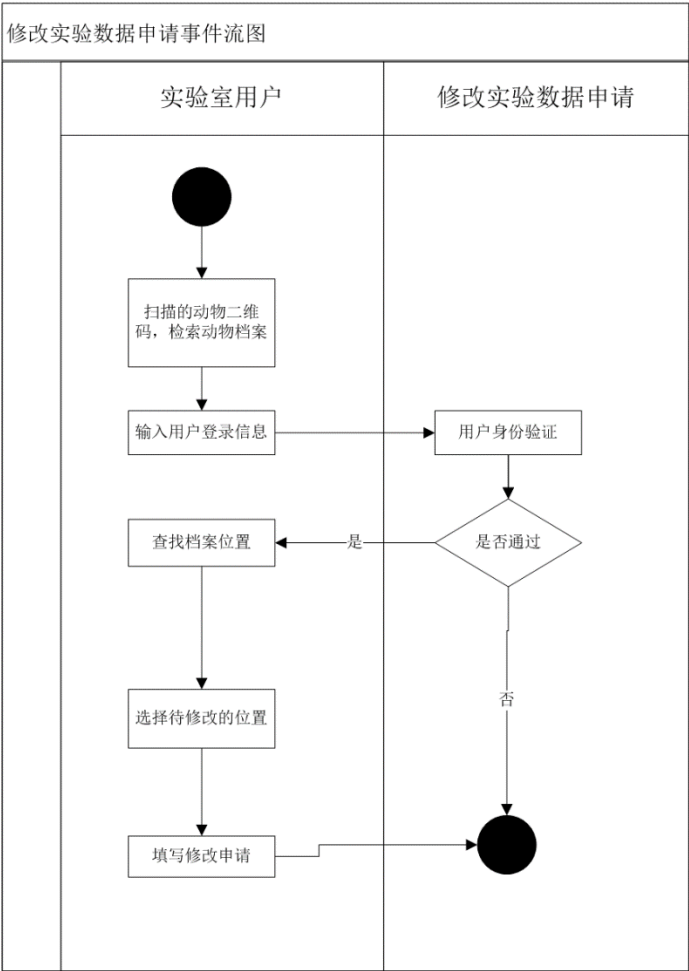 修改实验数据申请事件流图
实验室用户
修改实验数据申请
扫描的动物二维
码，检索动物档案
输入用户登录信息
用户身份验证
查找档案位置
是
是否通过
选择待修改的位置
否
填写修改申请